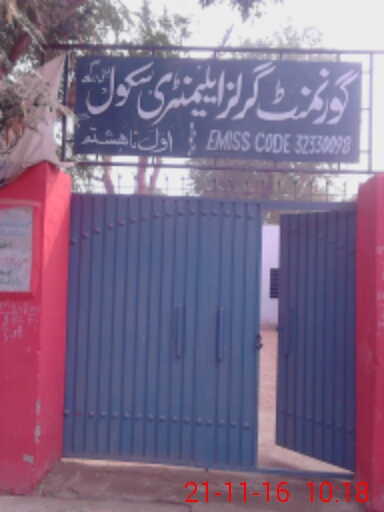 گورنمنٹ گرلز ایلیمنٹری سکول
اول تا ہشتم
EMISS CODE 32330098
21-11-16 10:18